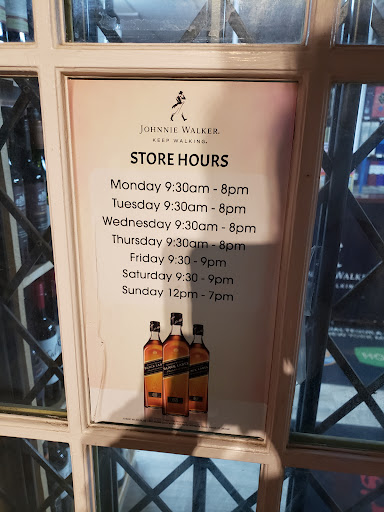 JOHNNIE WALKER.
KEEP WALKING.
STORE HOURS
Monday 9:30am - 8pm
Tuesday 9:30am - 8pm
Wednesday 9:30am - 8pm
Thursday 9:30am - 8pm
Friday 9:30 - 9pm
Saturday 9:30 - 9pm
Sunday 12pm - 7pm